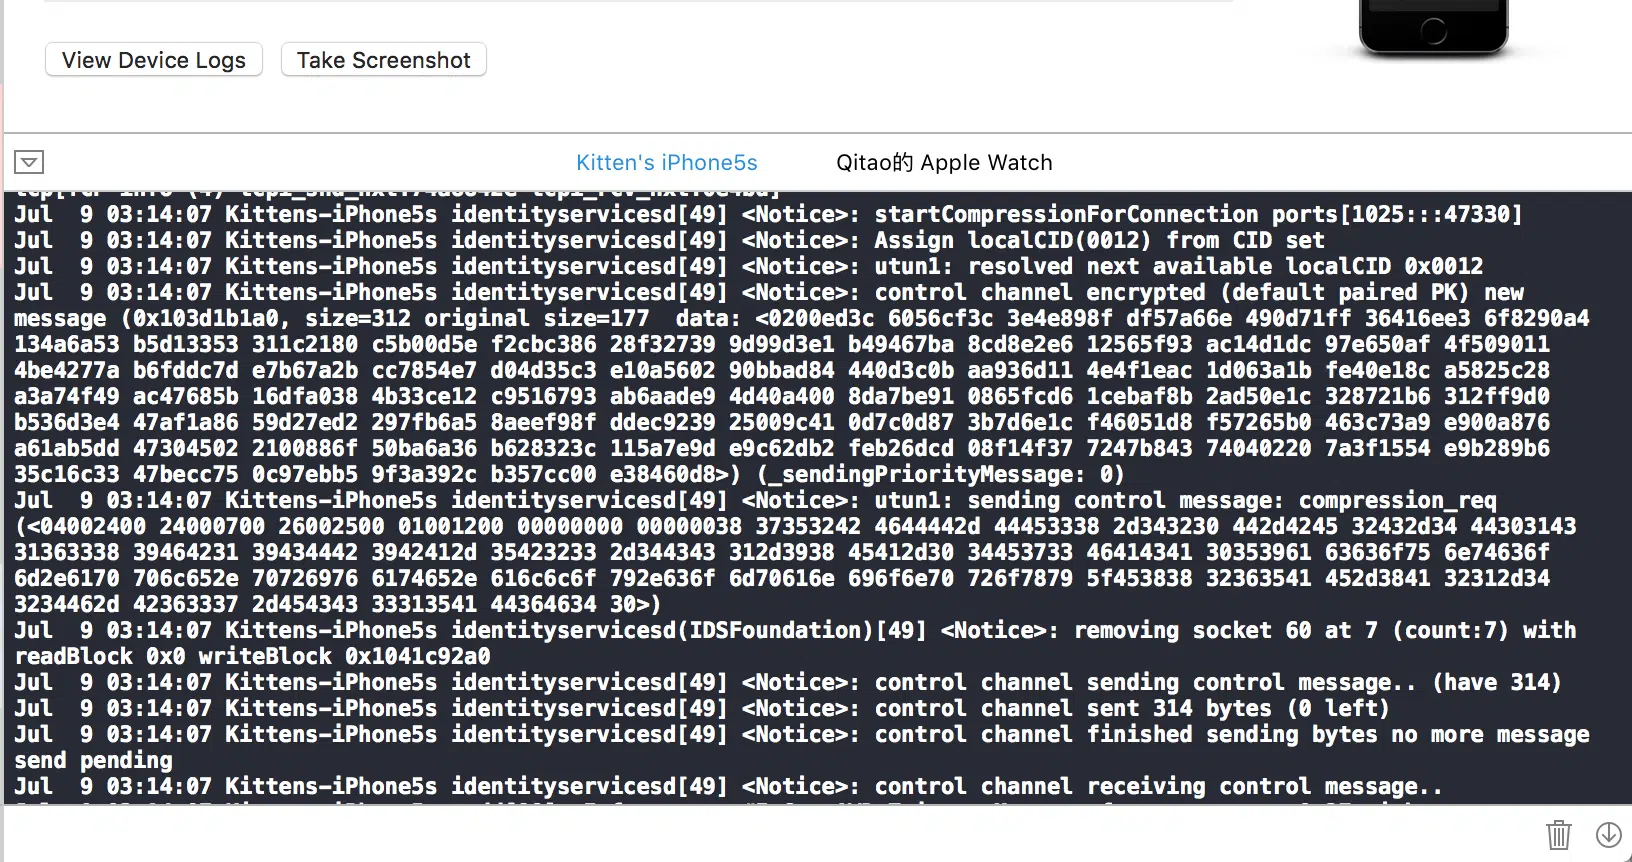 View Device Logs Take Screenshot
Kitten's iPhone5s Qitao的 Apple Watch
Jul  9 03:14:07 Kittens-iPhone5s identityservicesd[49] <Notice>: startCompressionForConnection ports[1025:::47330]
Jul  9 03:14:07 Kittens-iPhone5s identityservicesd[49] <Notice>: Assign localCID(0012) from CID set
Jul  9 03:14:07 Kittens-iPhone5s identityservicesd[49] <Notice>: utun1: resolved next available localCID 0x0012
Jul  9 03:14:07 Kittens-iPhone5s identityservicesd[49] <Notice>: control channel encrypted (default paired PK) new
message (0x103d1b1a0, size=312 original size=177  data: <0200ed3c 6056cf3c 3e4e898f df57a66e 490d71ff 36416ee3 6f8290a4
134a6a53 b5d13353 311c2180 c5b00d5e f2cbc386 28f32739 9d99d3e1 b49467ba 8cd8e2e6 12565f93 ac14d1dc 97e650af 4f509011
4be4277a b6fddc7d e7b67a2b cc7854e7 d04d35c3 e10a5602 90bbad84 440d3c0b aa936d11 4e4f1eac 1d063a1b fe40e18c a5825c28
a3a74f49 ac47685b 16dfa038 4b33ce12 c9516793 ab6aade9 4d40a400 8da7be91 0865fcd6 1cebaf8b 2ad50e1c 328721b6 312ff9d0
b536d3e4 47af1a86 59d27ed2 297fb6a5 8aeef98f ddec9239 25009c41 0d7c0d87 3b7d6e1c f46051d8 f57265b0 463c73a9 e900a876
a61ab5dd 47304502 2100886f 50ba6a36 b628323c 115a7e9d e9c62db2 feb26dcd 08f14f37 7247b843 74040220 7a3f1554 e9b289b6
35c16c33 47becc75 0c97ebb5 9f3a392c b357cc00 e38460d8>) (_sendingPriorityMessage: 0)
Jul  9 03:14:07 Kittens-iPhone5s identityservicesd[49] <Notice>: utun1: sending control message: compression_req
(<04002400 24000700 26002500 01001200 00000000 00000038 37353242 4644442d 44453338 2d343230 442d4245 32432d34 44303143
31363338 39464231 39434442 3942412d 35423233 2d344343 312d3938 45412d30 34453733 46414341 30353961 63636f75 6e74636f
6d2e6170 706c652e 70726976 6174652e 616c6c6f 792e636f 6d70616e 696f6e70 726f7879 5f453838 32363541 452d3841 32312d34
3234462d 42363337 2d454343 33313541 44364634 30>)
Jul  9 03:14:07 Kittens-iPhone5s identityservicesd(IDSFoundation)[49] <Notice>: removing socket 60 at 7 (count:7) with
readBlock 0x0 writeBlock 0x1041c92a0
Jul  9 03:14:07 Kittens-iPhone5s identityservicesd[49] <Notice>: control channel sending control message.. (have 314)
Jul  9 03:14:07 Kittens-iPhone5s identityservicesd[49] <Notice>: control channel sent 314 bytes (0 left)
Jul  9 03:14:07 Kittens-iPhone5s identityservicesd[49] <Notice>: control channel finished sending bytes no more message
send pending
Jul  9 03:14:07 Kittens-iPhone5s identityservicesd[49] <Notice>: control channel receiving control message..